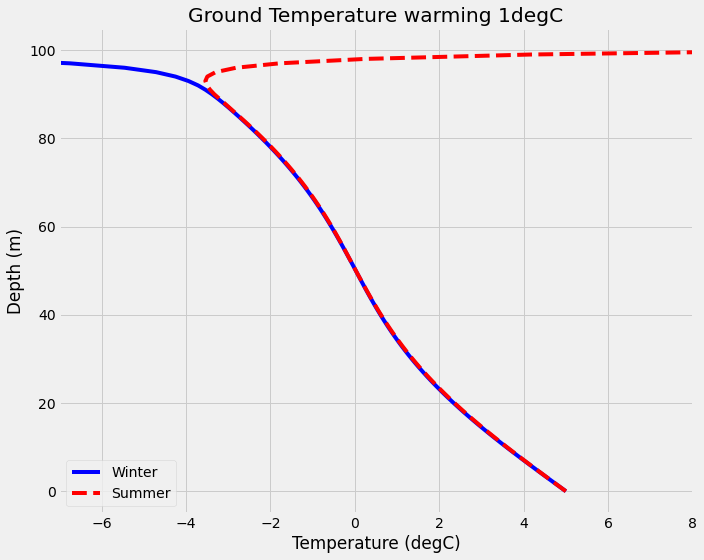 Ground Temperature warming 1degC
100
80
60
40
20
0
Depth (m)
Winter
Summer
−6
−4
−2
0
2
4
6
8
Temperature (degC)